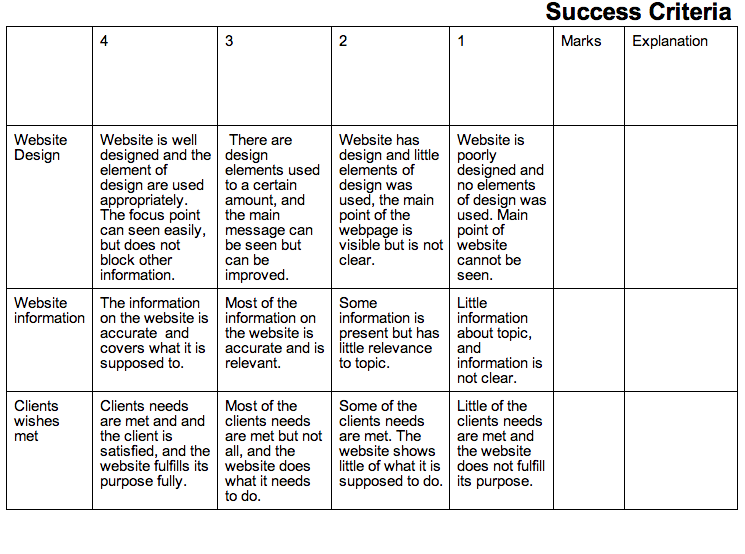 Success Criteria
4
3
2
1
Marks
Explanation
Website
Design
Website is well
designed and the
element of
design are used
appropriately.
The focus point
can seen easily,
but does not
block other
information.
There are
design
elements used
to a certain
amount, and
the main
message can
be seen but
can be
improved.
Website has
design and little
elements of
design was
used, the main
point of the
webpage is
visible but is not
clear.
Website is
poorly
designed and
no elements
of design was
used. Main
point of
website
cannot be
seen.
Website
information
The information
on the website is
accurate and
covers what it is
supposed to.
Most of the
information on
the website is
accurate and is
relevant.
Some
information is
present but has
little relevance
to topic.
Little
information
about topic,
and
information is
not clear.
Clients
wishes
met
Clients needs
are met and and
the client is
satisfied, and the
website fulfills its
purpose fully.
Most of the
clients needs
are met but not
all, and the
website does
what it needs
to do.
Some of the
clients needs
are met. The
website shows
little of what it is
supposed to do.
Little of the
clients needs
are met and
the website
does not fulfill
its purpose.